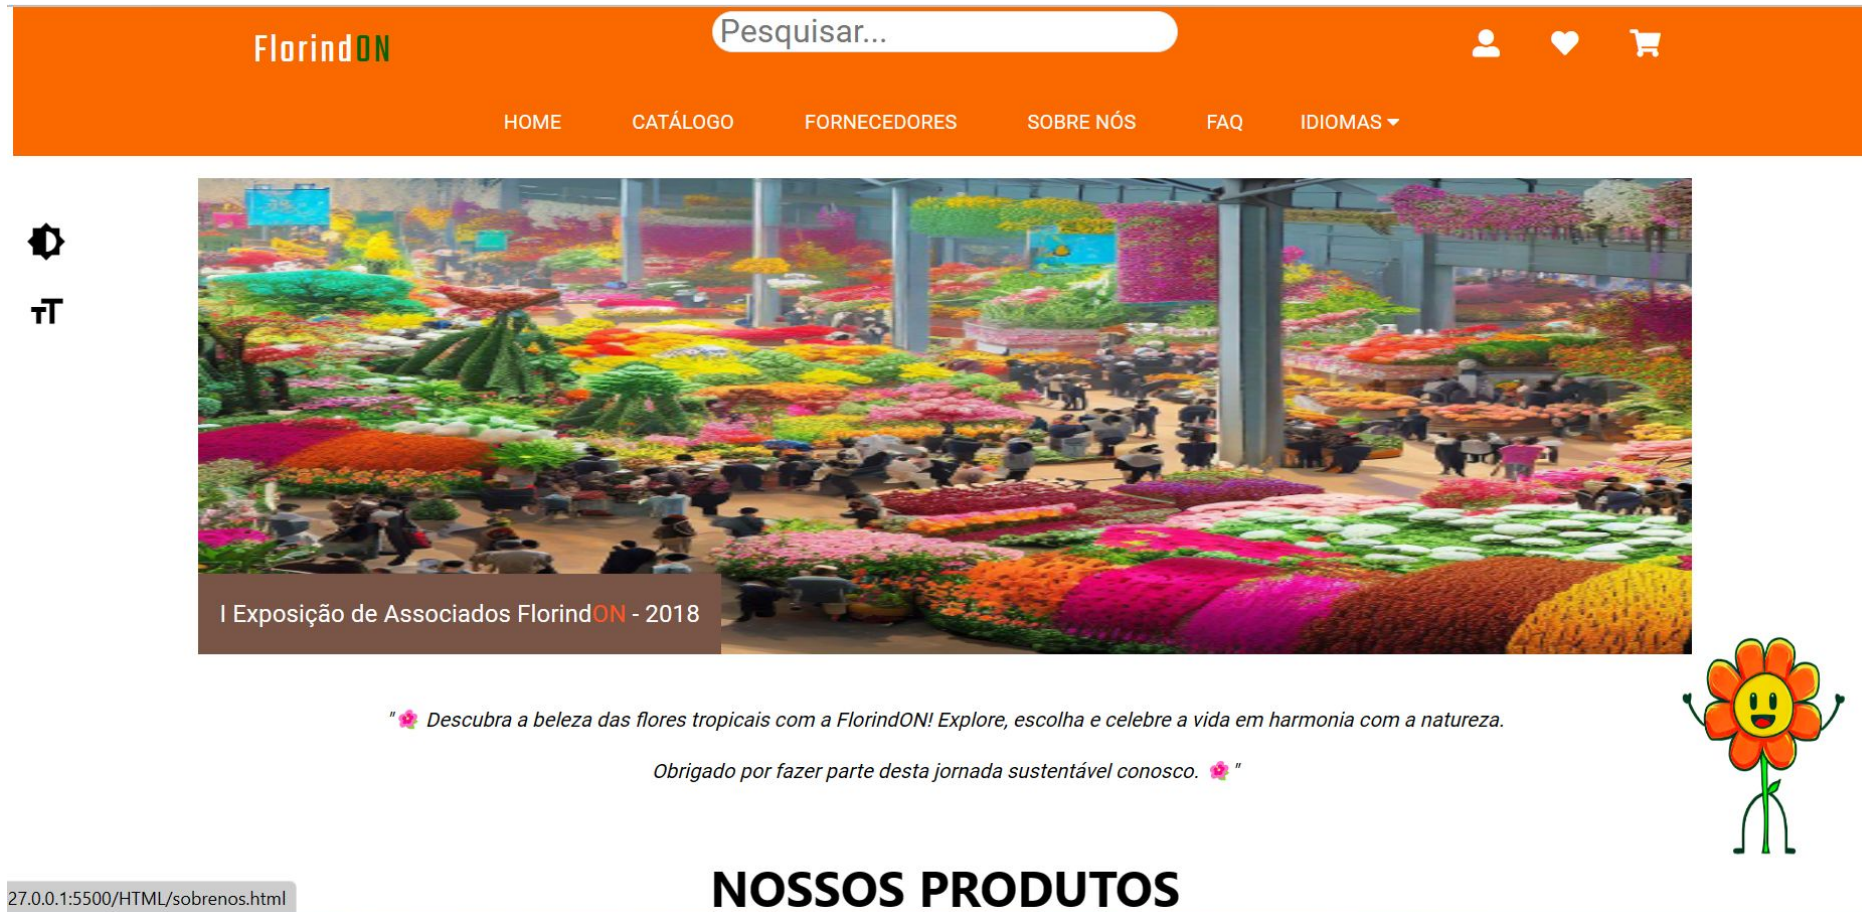 FlorindON
Pesquisar...
HOME CATÁLOGO FORNECEDORES SOBRE NÓS FAQ IDIOMAS
TT
I Exposição de Associados FlorindON - 2018
" Descubra a beleza das flores tropicais com a FlorindON! Explore, escolha e celebre a vida em harmonia com a natureza.
Obrigado por fazer parte desta jornada sustentável conosco. "
NOSSOS PRODUTOS
27.0.0.1:5500/HTML/sobrenos.html